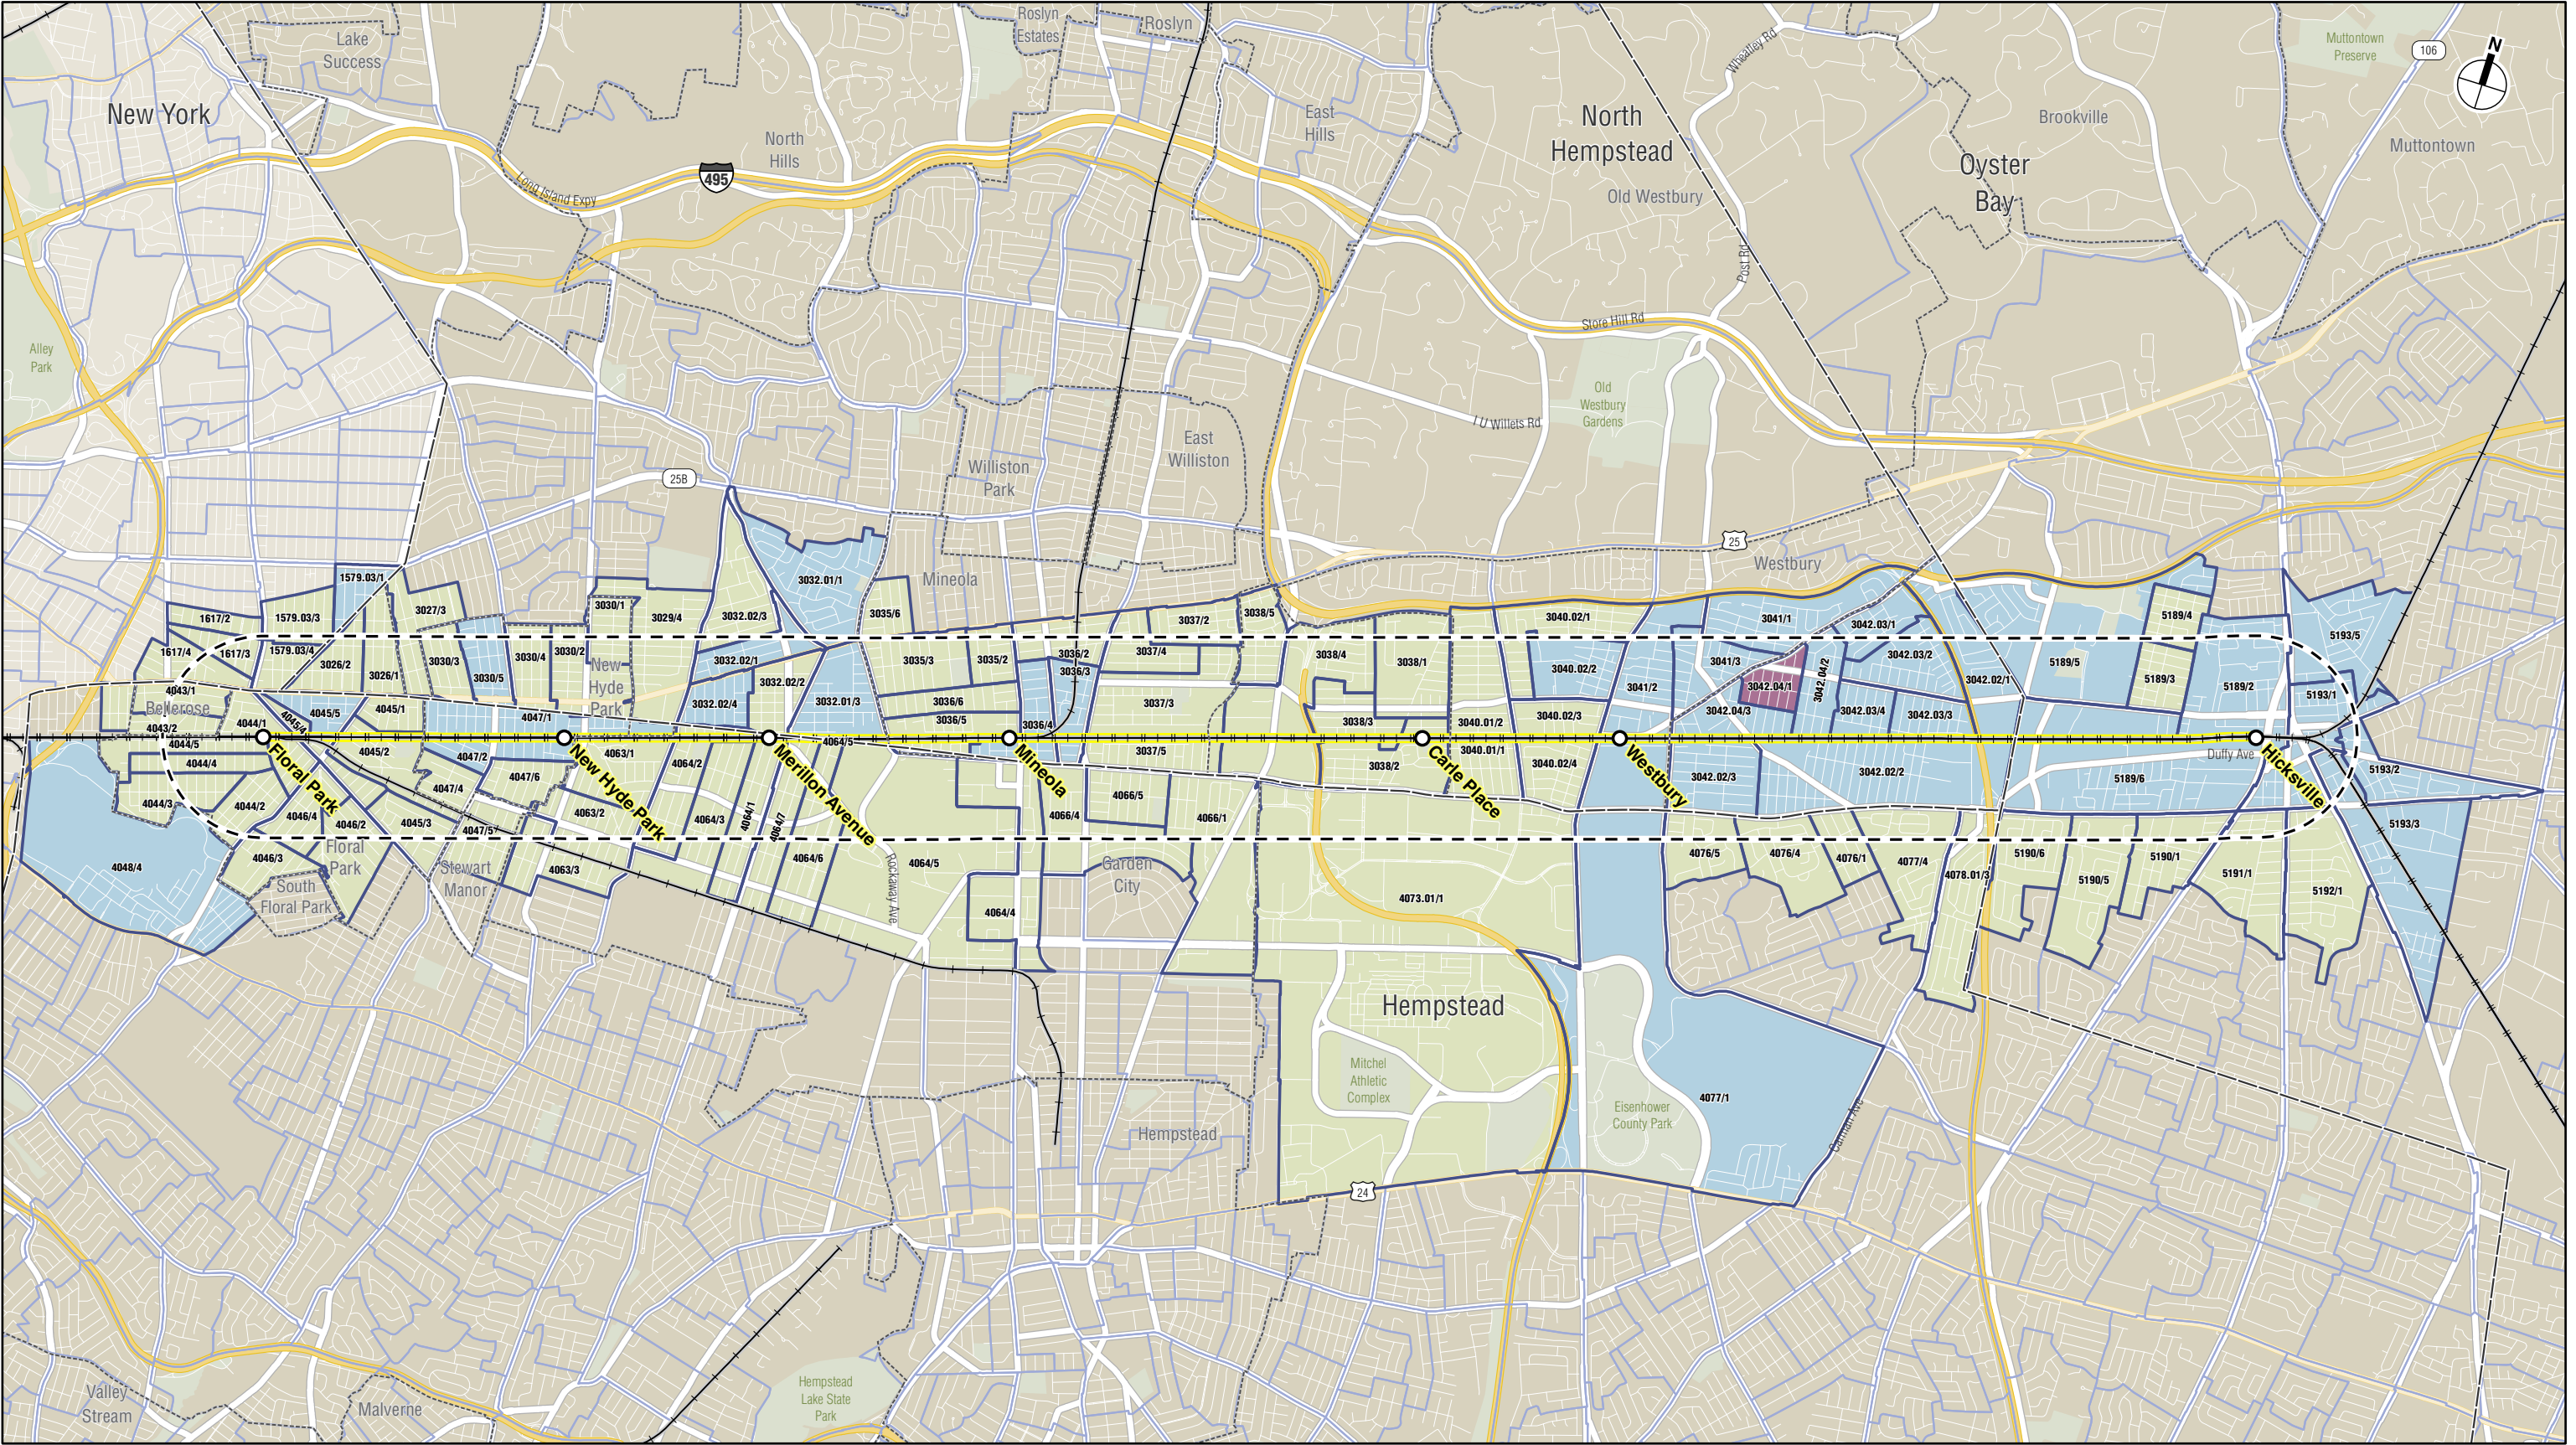 Lake
Success
Roslyn
Estates
Roslyn
Wheatley Rd
Muttontown
Preserve
106
N
New York
North
Hills
East
Hills
North
Hempstead
Brookville
Muttontown
Oyster
Bay
495
Long Island Expy
Old Westbury
Post Rd
Store Hill Rd
Alley
Park
Old
Westbury
Gardens
I U Willets Rd
East
Williston
Williston
Park
25B
25
Westbury
Mineola
1579.03/1
3032.01/1
1617/2
1579.03/3
3027/3
3030/1
3029/4
3032.02/3
3035/6
3037/2
3038/5
3040.02/1
3041/1
3042.03/1
5189/4
5193/5
1617/4
1617/3
1579.03/4
3026/2
3026/1
3030/3
3030/5
3030/4
3030/2
New
Hyde
Park
3032.02/1
3032.02/2
3032.02/4
3032.01/3
3035/3
3035/2
3036/2
3036/3
3037/4
3038/4
3038/1
3040.02/2
3041/2
3041/3
3042.04/1
3042.04/2
3042.03/2
3042.02/1
5189/5
5189/3
5189/2
5193/1
4043/1
Bellerose
4043/2
4044/1
4045/4
4045/5
4045/1
4047/1
3036/6
3036/5
3036/4
3037/3
3038/3
3040.01/2
3040.02/3
3042.04/3
3042.03/4
3042.03/3
4044/5
4044/4
4045/2
4047/2
4063/1
4064/2
4064/5
3037/5
3038/2
3040.01/1
3040.02/4
3042.02/3
3042.02/2
5189/6
Duffy Ave
5193/2
Floral Park
New Hyde Park
Merillon Avenue
Mineola
Carle Place
Westbury
Hicksville
4044/3
4044/2
4046/4
4046/2
4045/3
4047/4
4047/6
4047/5
4063/2
4064/3
4064/1
4064/7
4066/5
4066/4
4066/1
5193/3
4048/4
4046/3
Floral
Park
South
Floral Park
Stewart
Manor
4063/3
4064/6
Rockaway Ave
4064/5
4064/4
Garden
City
4073.01/1
4076/5
4076/4
4076/1
4077/4
4078.01/3
5190/6
5190/5
5190/1
5191/1
5192/1
Hempstead
Mitchel
Athletic
Complex
Eisenhower
County Park
4077/1
Carman Ave
Hempstead
24
Hempstead
Lake State
Park
Valley
Stream
Malverne